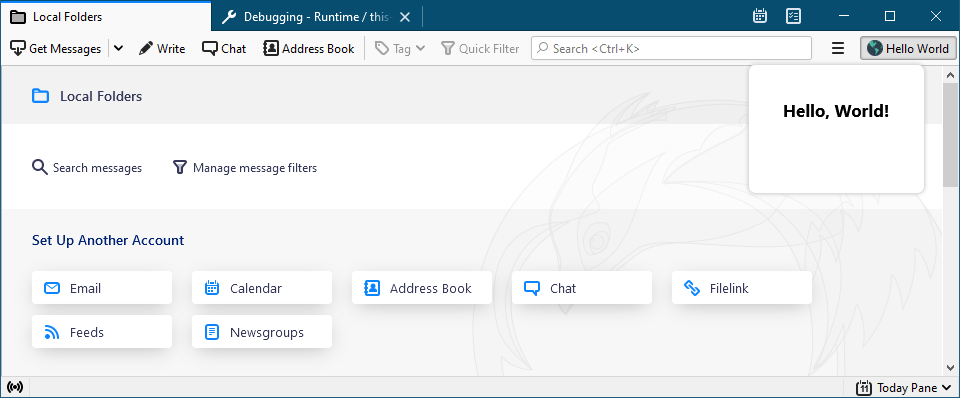 Local Folders
Debugging - Runtime / this-
Get Messages
Write
Chat
Address Book
Tag
Quick Filter
Search <Ctrl+K>
Hello World
Local Folders
Hello, World!
Search messages
Manage message filters
Set Up Another Account
Email
Calendar
Address Book
Chat
Filelink
Feeds
Newsgroups
11
Today Pane